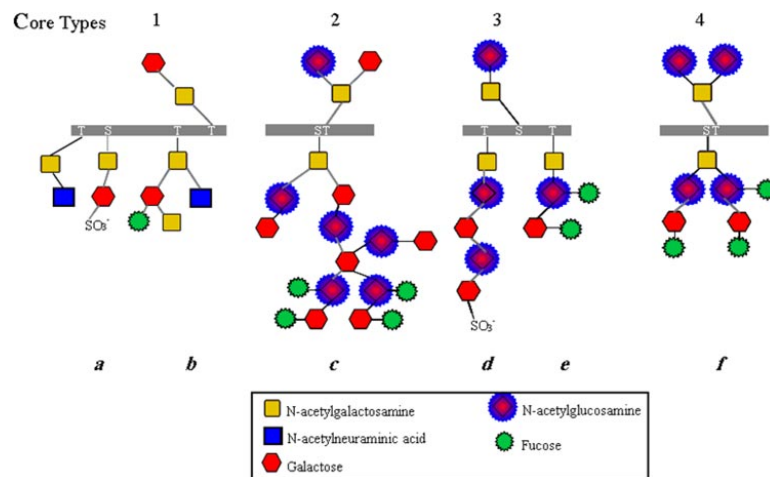 Core Types 1 2 3 4
T S T T
ST
T S T
ST
SO₃⁻
SO₃⁻
a b c d e f
N-acetylgalactosamine
N-acetylglucosamine
N-acetylneuraminic acid
Fucose
Galactose